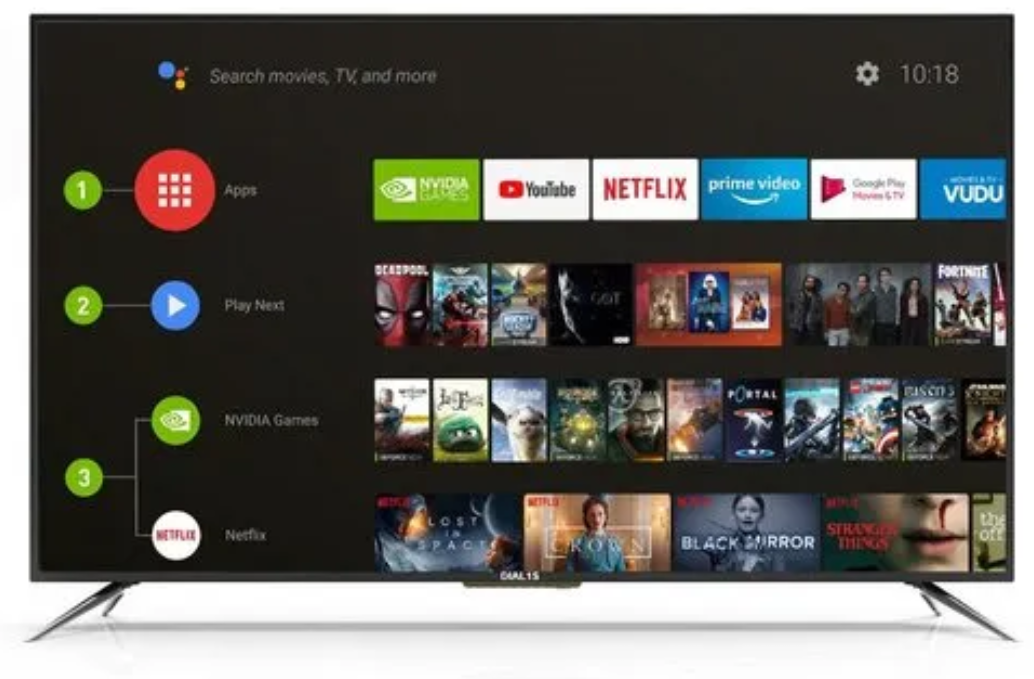 Search movies, TV, and more
10:18
1
Apps
NVIDIA
GAMES
YouTube
NETFLIX
prime video
Google Play
Movies & TV
MOVIES & TV
VUDU
2
Play Next
DEADPOOL
GOT
HBO
FORTNITE
NVIDIA Games
PORTAL
3
NETFLIX
Netflix
NETFLIX
LOST
in
SPACE
NETFLIX
CROWN
NETFLIX
BLACK MIRROR
NETFLIX
STRANGER
THINGS
the
off
DIAL1S